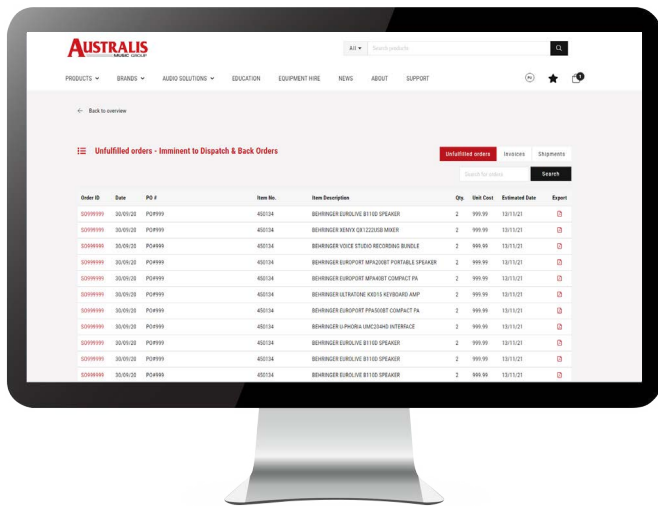 AUSTRALIS
MUSIC GROUP
All Search products
PRODUCTS BRANDS AUDIO SOLUTIONS EDUCATION EQUIPMENT HIRE NEWS ABOUT SUPPORT
← Back to overview
Unfulfilled orders - Imminent to Dispatch & Back Orders
Unfulfilled orders Invoices Shipments
Search for orders Search
Order ID Date PO # Item No. Item Description Qty. Unit Cost Estimated Date Export
SO999999 30/09/20 PO#999 450134 BEHRINGER EUROLIVE B110D SPEAKER 2 999.99 13/11/21
SO999999 30/09/20 PO#999 450134 BEHRINGER XENYX QX1222USB MIXER 2 999.99 13/11/21
SO999999 30/09/20 PO#999 450134 BEHRINGER VOICE STUDIO RECORDING BUNDLE 2 999.99 13/11/21
SO999999 30/09/20 PO#999 450134 BEHRINGER EUROPORT MPA200BT PORTABLE SPEAKER 2 999.99 13/11/21
SO999999 30/09/20 PO#999 450134 BEHRINGER EUROPORT MPA40BT COMPACT PA 2 999.99 13/11/21
SO999999 30/09/20 PO#999 450134 BEHRINGER ULTRATONE KXD15 KEYBOARD AMP 2 999.99 13/11/21
SO999999 30/09/20 PO#999 450134 BEHRINGER EUROPORT PPA500BT COMPACT PA 2 999.99 13/11/21
SO999999 30/09/20 PO#999 450134 BEHRINGER U-PHORIA UMC204HD INTERFACE 2 999.99 13/11/21
SO999999 30/09/20 PO#999 450134 BEHRINGER EUROLIVE B110D SPEAKER 2 999.99 13/11/21
SO999999 30/09/20 PO#999 450134 BEHRINGER EUROLIVE B110D SPEAKER 2 999.99 13/11/21
SO999999 30/09/20 PO#999 450134 BEHRINGER EUROLIVE B110D SPEAKER 2 999.99 13/11/21